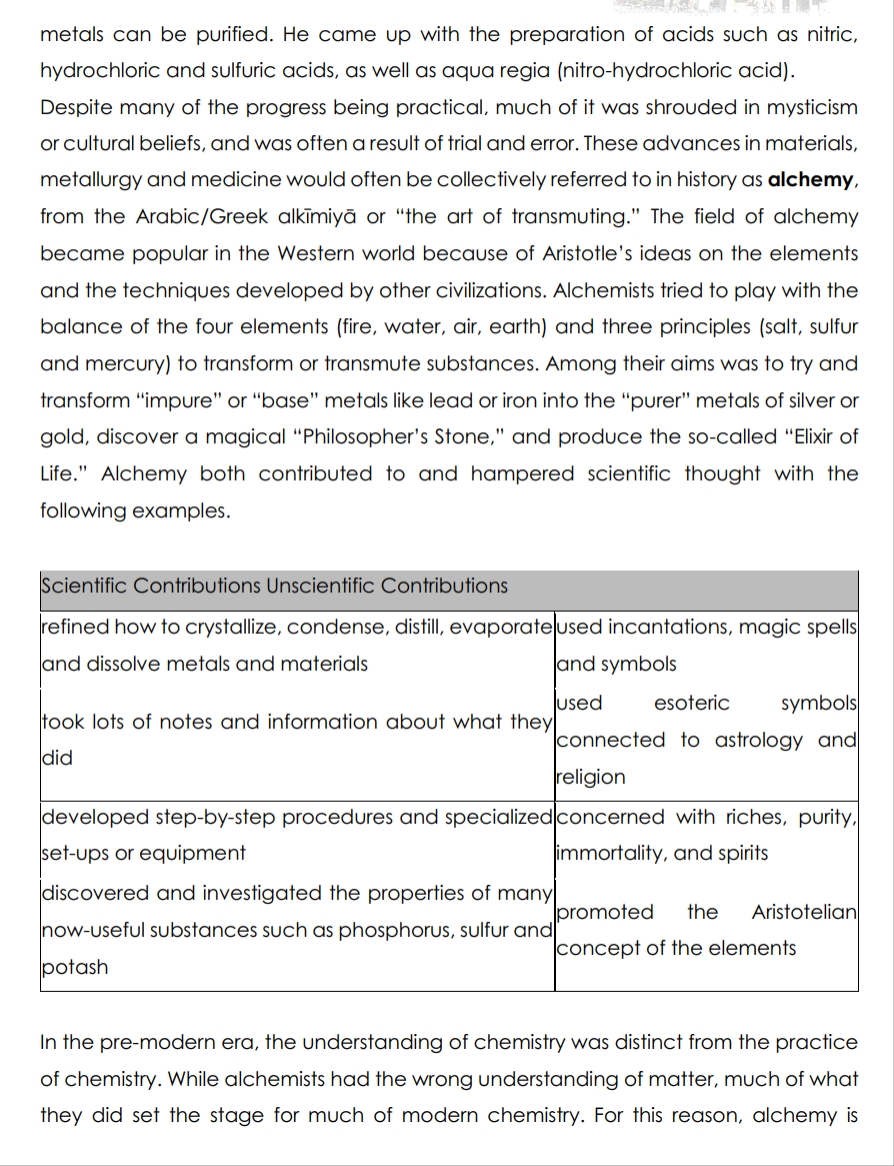 metals can be purified. He came up with the preparation of acids such as nitric,
hydrochloric and sulfuric acids, as well as aqua regia (nitro-hydrochloric acid).
Despite many of the progress being practical, much of it was shrouded in mysticism
or cultural beliefs, and was often a result of trial and error. These advances in materials,
metallurgy and medicine would often be collectively referred to in history as alchemy,
from the Arabic/Greek alkīmiyā or “the art of transmuting.” The field of alchemy
became popular in the Western world because of Aristotle’s ideas on the elements
and the techniques developed by other civilizations. Alchemists tried to play with the
balance of the four elements (fire, water, air, earth) and three principles (salt, sulfur
and mercury) to transform or transmute substances. Among their aims was to try and
transform “impure” or “base” metals like lead or iron into the “purer” metals of silver or
gold, discover a magical “Philosopher’s Stone,” and produce the so-called “Elixir of
Life.” Alchemy both contributed to and hampered scientific thought with the
following examples.
Scientific Contributions Unscientific Contributions
refined how to crystallize, condense, distill, evaporate
and dissolve metals and materials
used incantations, magic spells
and symbols
took lots of notes and information about what they
did
used esoteric symbols
connected to astrology and
religion
developed step-by-step procedures and specialized
set-ups or equipment
concerned with riches, purity,
immortality, and spirits
discovered and investigated the properties of many
now-useful substances such as phosphorus, sulfur and
potash
promoted the Aristotelian
concept of the elements
In the pre-modern era, the understanding of chemistry was distinct from the practice
of chemistry. While alchemists had the wrong understanding of matter, much of what
they did set the stage for much of modern chemistry. For this reason, alchemy is